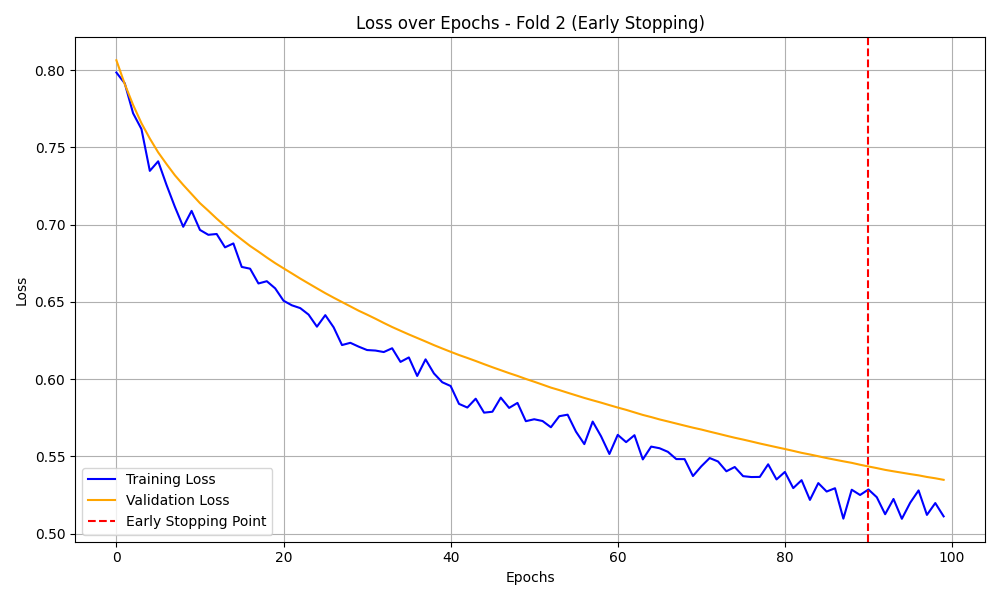 Loss over Epochs - Fold 2 (Early Stopping)
0.80
0.75
0.70
0.65
0.60
0.55
0.50
Loss
Training Loss
Validation Loss
Early Stopping Point
0 20 40 60 80 100
Epochs